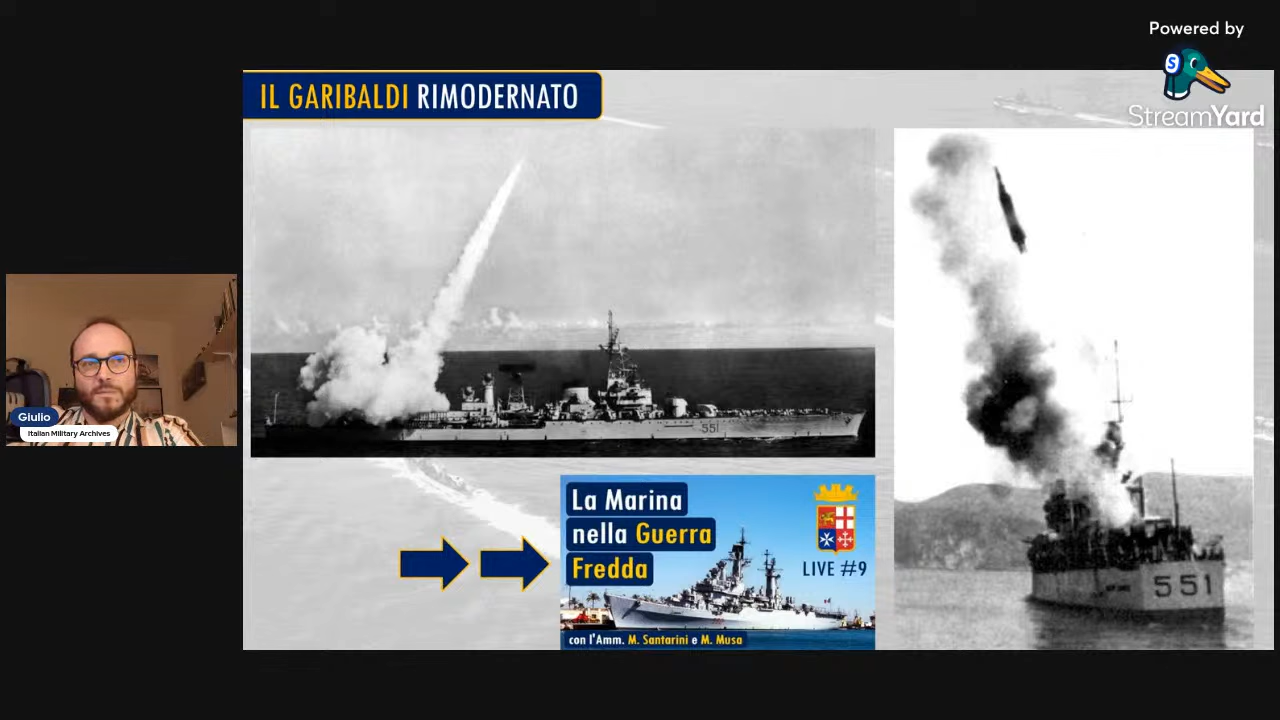 Powered by
StreamYard
IL GARIBALDI RIMODERNATO
551
551
Giulio
Italian Military Archives
La Marina
nella Guerra
Fredda
LIVE #9
con l'Amm. M. Santarini e M. Musa